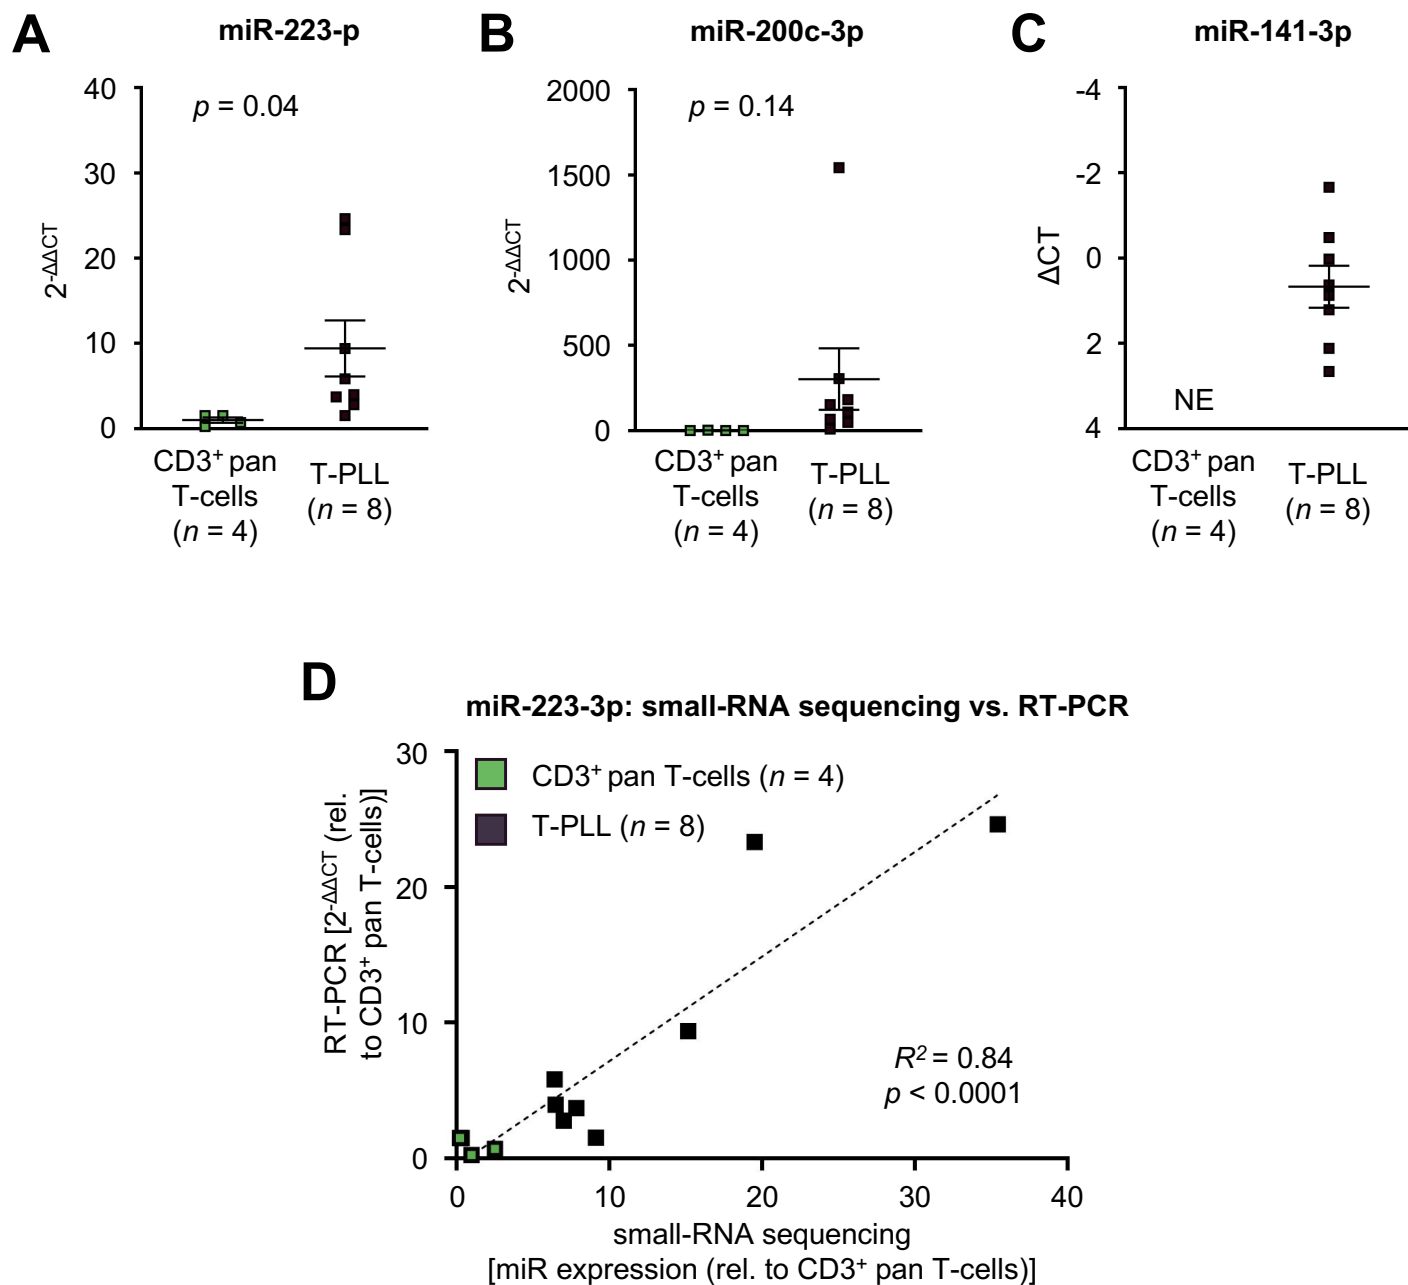 A
miR-223-p
40
30
20
10
0
2-ΔΔCT
p = 0.04
CD3+ pan
T-cells
(n = 4)
T-PLL
(n = 8)
B
miR-200c-3p
2000
1500
1000
500
0
2-ΔΔCT
p = 0.14
CD3+ pan
T-cells
(n = 4)
T-PLL
(n = 8)
C
miR-141-3p
-4
-2
0
2
4
ΔCT
NE
CD3+ pan
T-cells
(n = 4)
T-PLL
(n = 8)
D
miR-223-3p: small-RNA sequencing vs. RT-PCR
30
20
10
0
RT-PCR [2-ΔΔCT (rel.
to CD3+ pan T-cells)]
CD3+ pan T-cells (n = 4)
T-PLL (n = 8)
R2 = 0.84
p < 0.0001
0 10 20 30 40
small-RNA sequencing
[miR expression (rel. to CD3+ pan T-cells)]